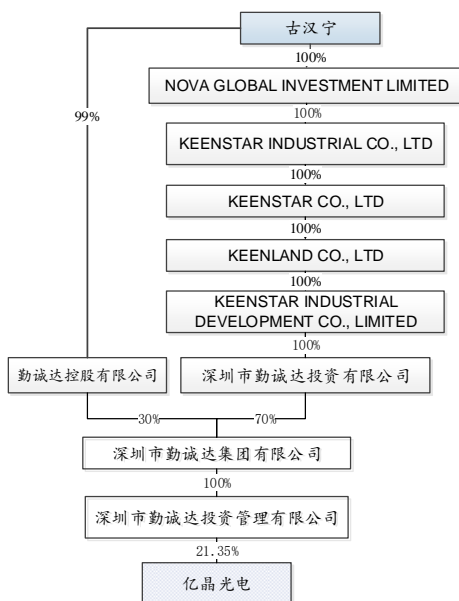 古汉宁
100%
NOVA GLOBAL INVESTMENT LIMITED
99%
100%
KEENSTAR INDUSTRIAL CO., LTD
100%
KEENSTAR CO., LTD
100%
KEENLAND CO., LTD
100%
KEENSTAR INDUSTRIAL
DEVELOPMENT CO., LIMITED
100%
勤诚达控股有限公司
深圳市勤诚达投资有限公司
30%
70%
深圳市勤诚达集团有限公司
100%
深圳市勤诚达投资管理有限公司
21.35%
亿晶光电